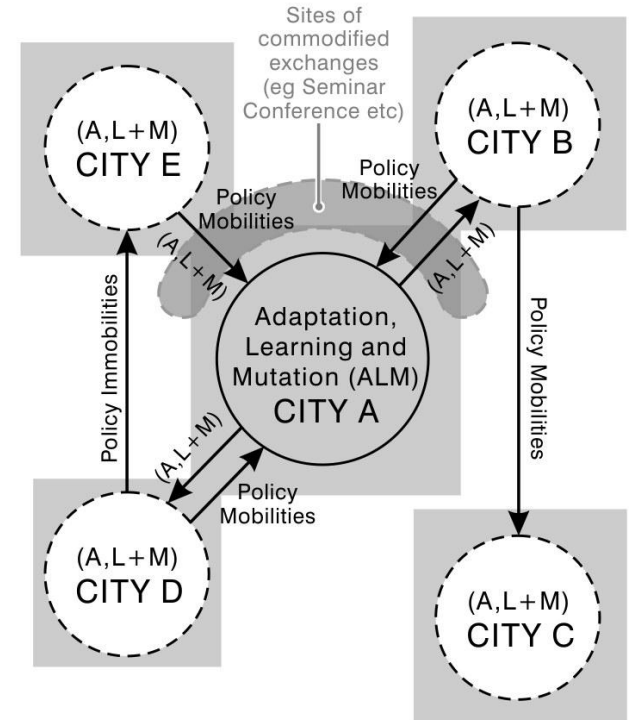 Sites of
commodified
exchanges
(eg Seminar
Conference etc)
(A,L+M)
CITY E
(A,L+M)
CITY B
Policy
Mobilities
Policy
Mobilities
(A,L+M)
(A,L+M)
Adaptation,
Learning and
Mutation (ALM)
CITY A
Policy Immobilities
Policy Mobilities
(A,L+M)
Policy
Mobilities
(A,L+M)
CITY D
(A,L+M)
CITY C